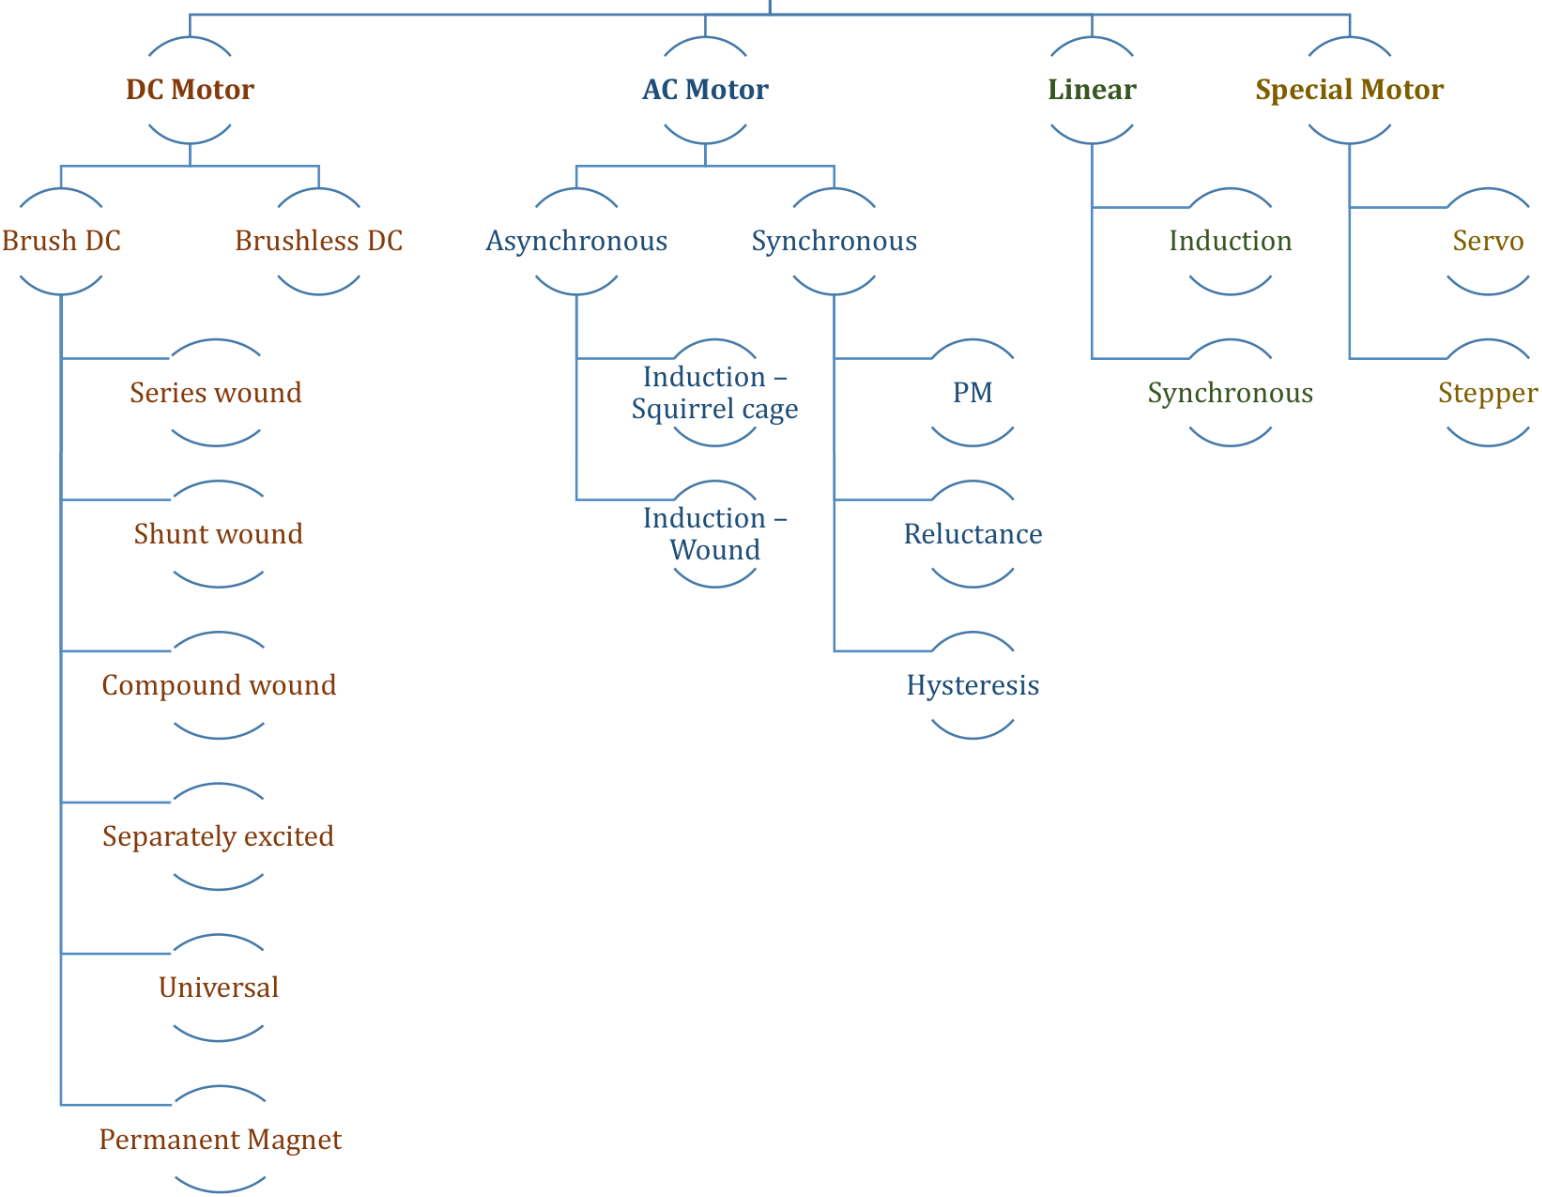 DC Motor
AC Motor
Linear
Special Motor
Brush DC
Brushless DC
Asynchronous
Synchronous
Induction
Servo
Series wound
Induction –
Squirrel cage
PM
Synchronous
Stepper
Shunt wound
Induction –
Wound
Reluctance
Compound wound
Hysteresis
Separately excited
Universal
Permanent Magnet